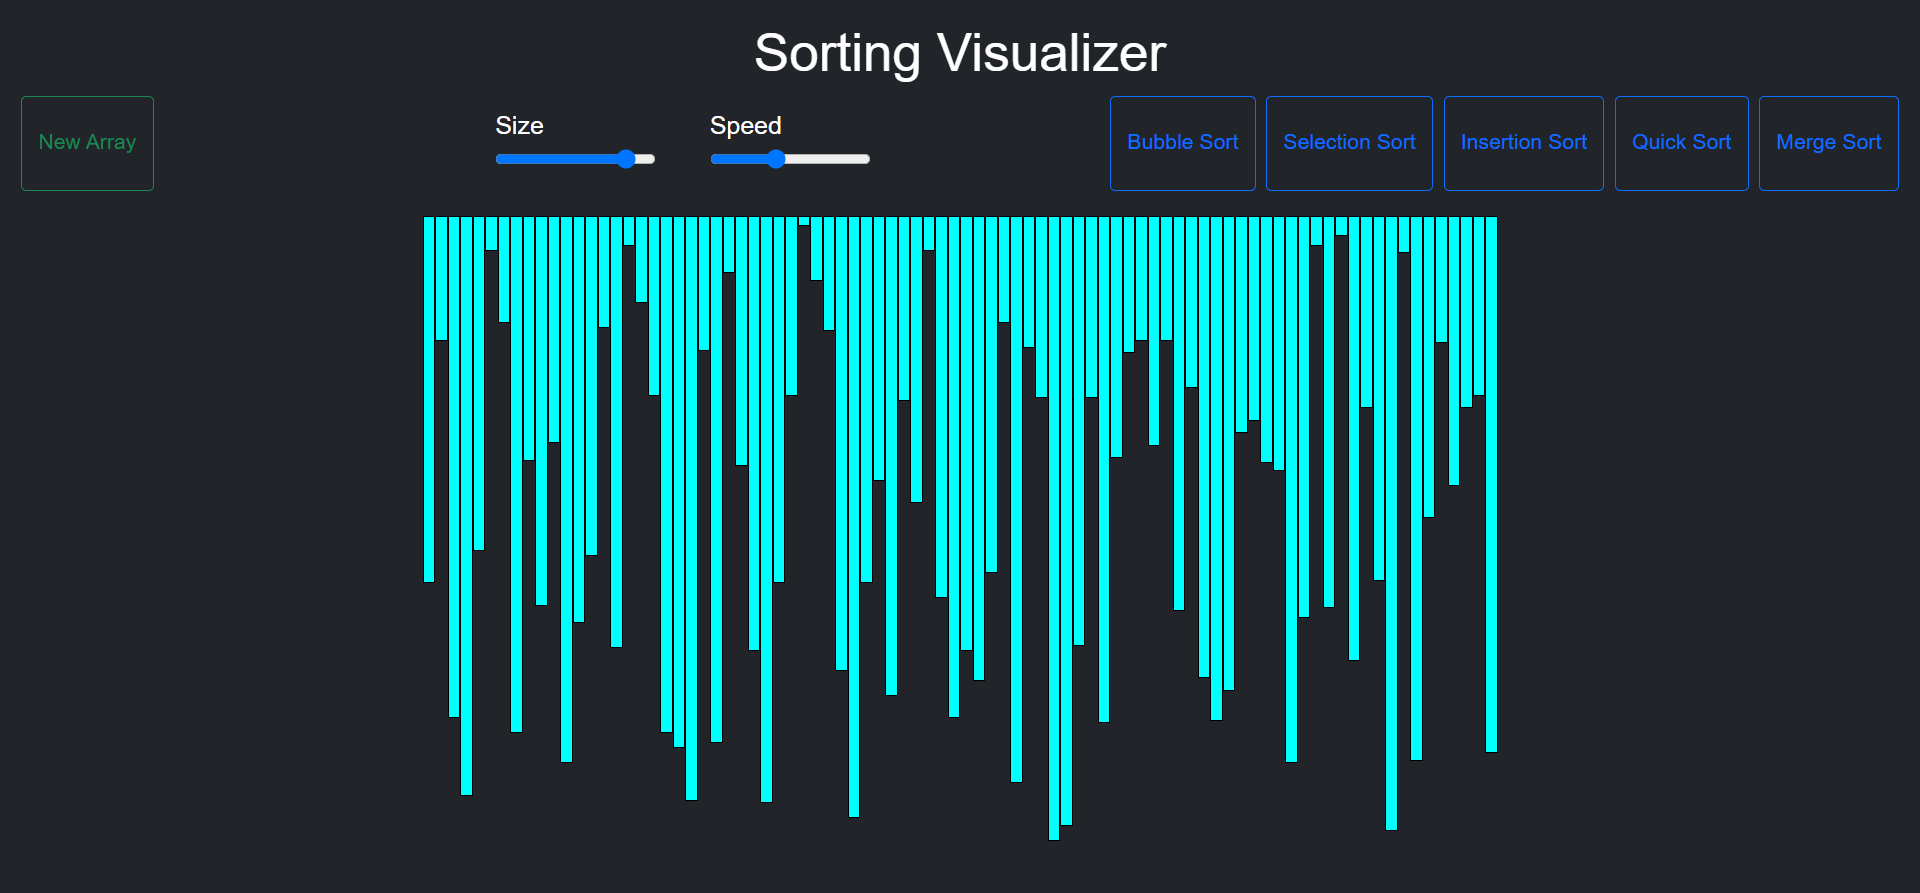 Sorting Visualizer
New Array
Size
Speed
Bubble Sort
Selection Sort
Insertion Sort
Quick Sort
Merge Sort